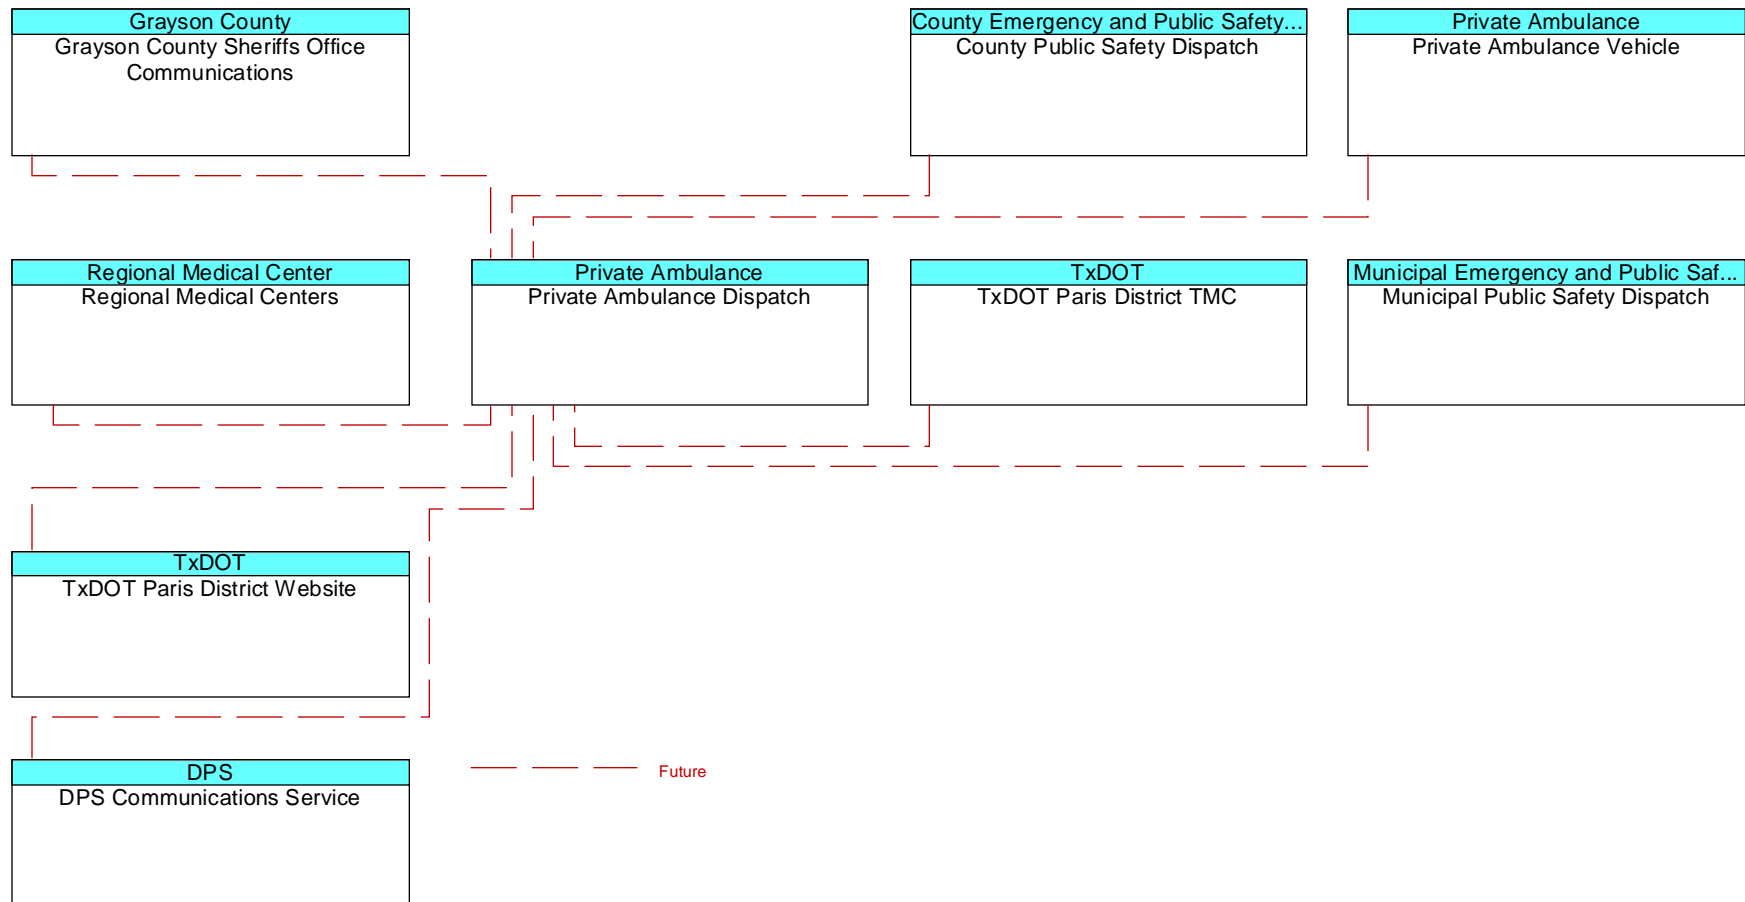 Grayson County
Grayson County Sheriffs Office
Communications
County Emergency and Public Safety...
County Public Safety Dispatch
Private Ambulance
Private Ambulance Vehicle
Regional Medical Center
Regional Medical Centers
Private Ambulance
Private Ambulance Dispatch
TxDOT
TxDOT Paris District TMC
Municipal Emergency and Public Saf...
Municipal Public Safety Dispatch
TxDOT
TxDOT Paris District Website
DPS
DPS Communications Service
Future